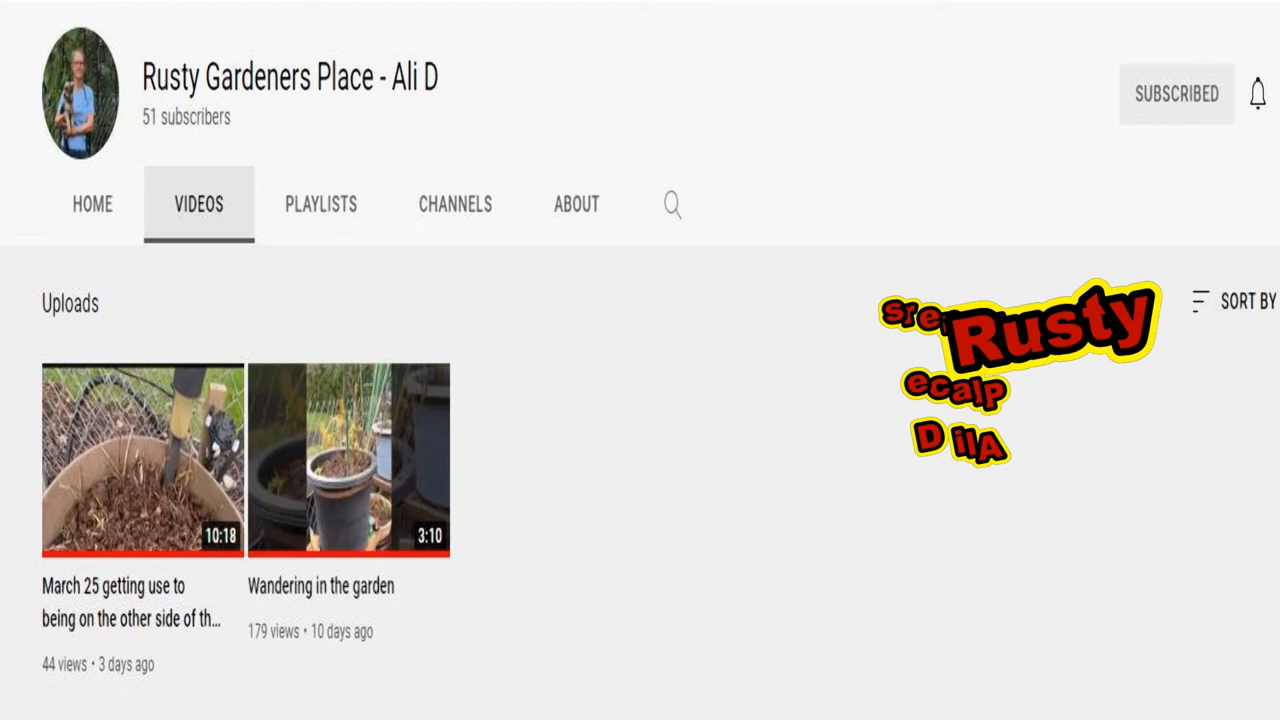 Rusty Gardeners Place - Ali D
51 subscribers
SUBSCRIBED
HOME VIDEOS PLAYLISTS CHANNELS ABOUT
Uploads
SORT BY
Rusty
ecalp
D ilA
10:18
3:10
March 25 getting use to
being on the other side of th...
44 views • 3 days ago
Wandering in the garden
179 views • 10 days ago